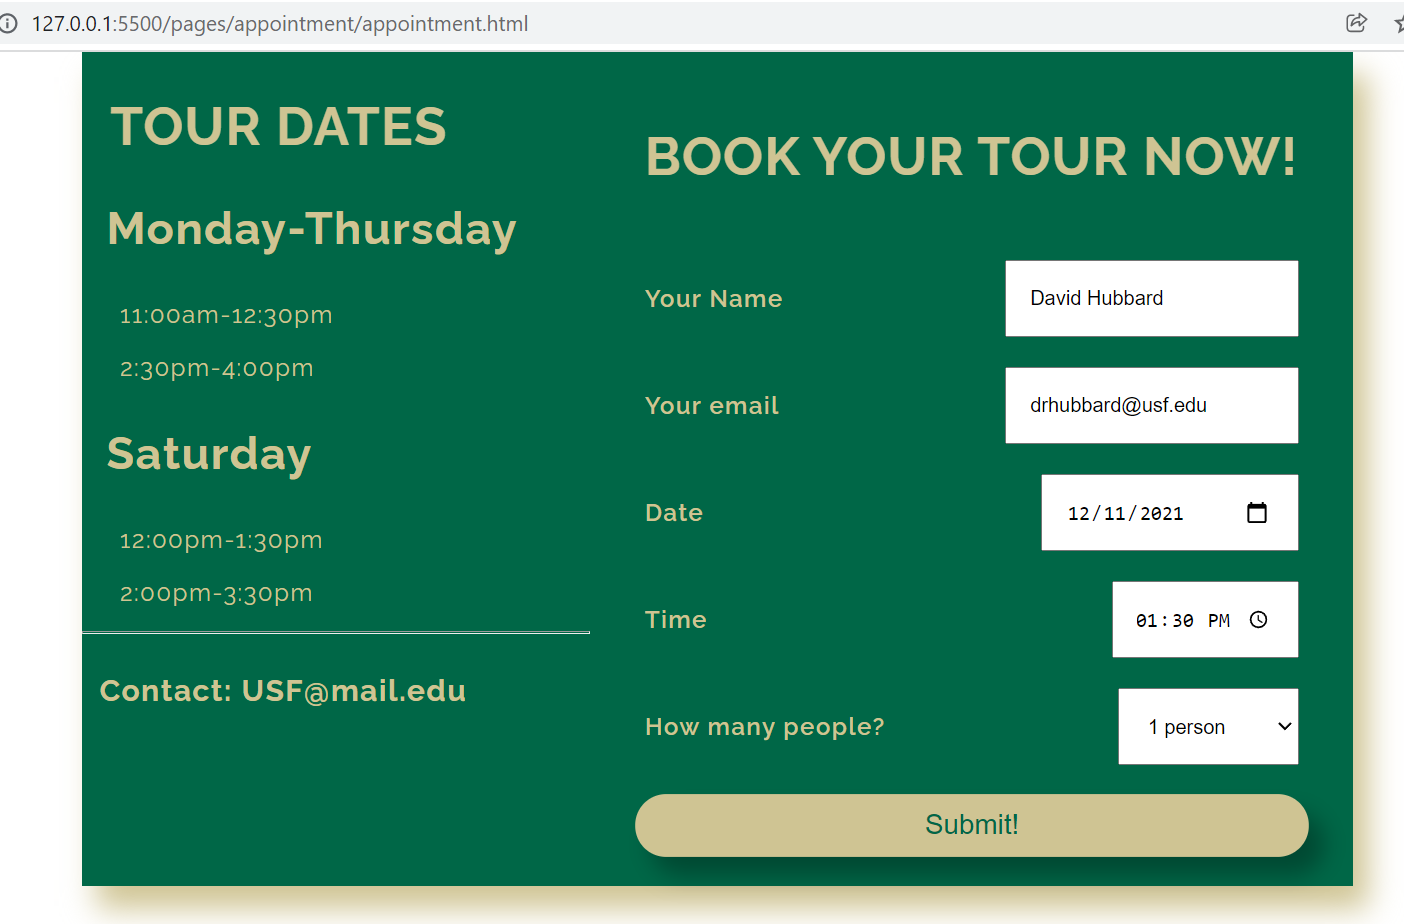 127.0.0.1:5500/pages/appointment/appointment.html
TOUR DATES
Monday-Thursday
11:00am-12:30pm
2:30pm-4:00pm
Saturday
12:00pm-1:30pm
2:00pm-3:30pm
Contact: USF@mail.edu
BOOK YOUR TOUR NOW!
Your Name David Hubbard
Your email drhubbard@usf.edu
Date 12/11/2021
Time 01:30 PM
How many people? 1 person
Submit!